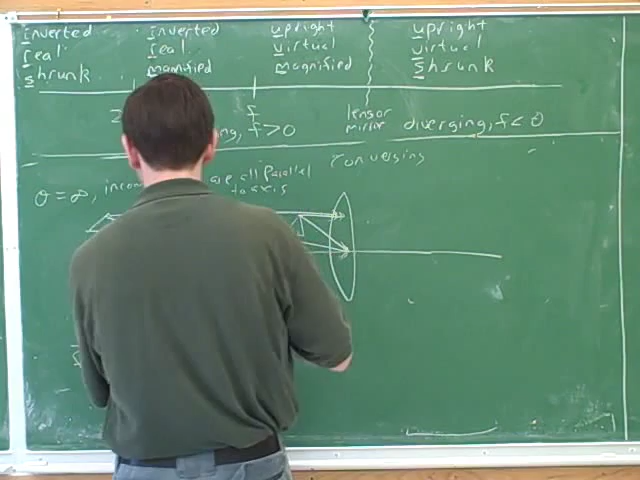 inverted inverted upright upright
real real virtual virtual
shrunk magnified magnified shrunk
2 f
f>0 lens or mirror diverging, f<0
converging
o=∞, are all parallel
to axis